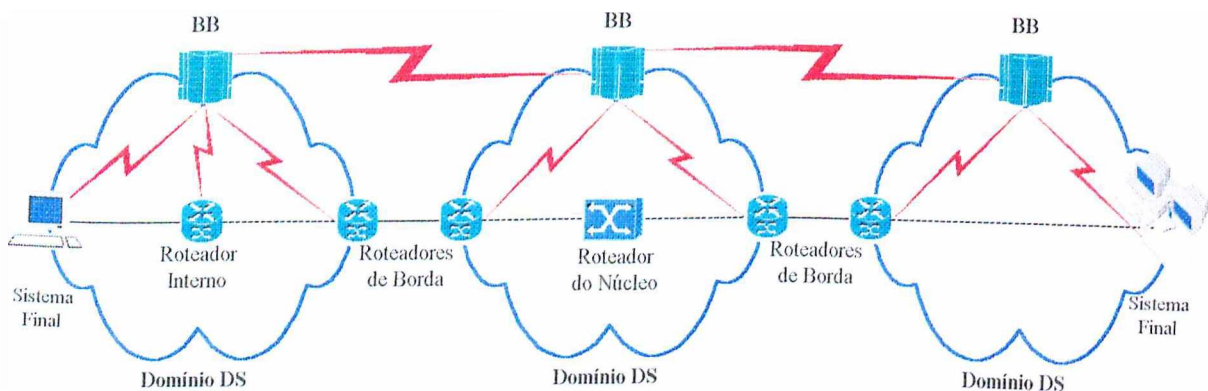 BB
BB
BB
Roteador
Interno
Roteadores
de Borda
Roteador
do Núcleo
Roteadores
de Borda
Sistema
Final
Sistema
Final
Domínio DS
Domínio DS
Domínio DS